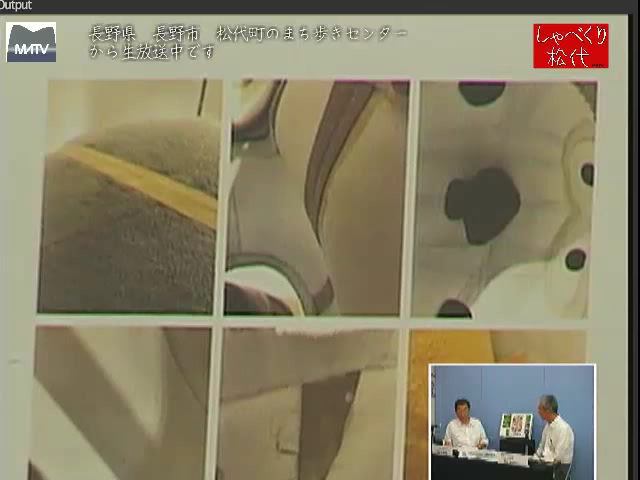 Output
MATV
長野県 長野市 松代町のまち歩きセンター
から生放送中です
しゃべくり
松代